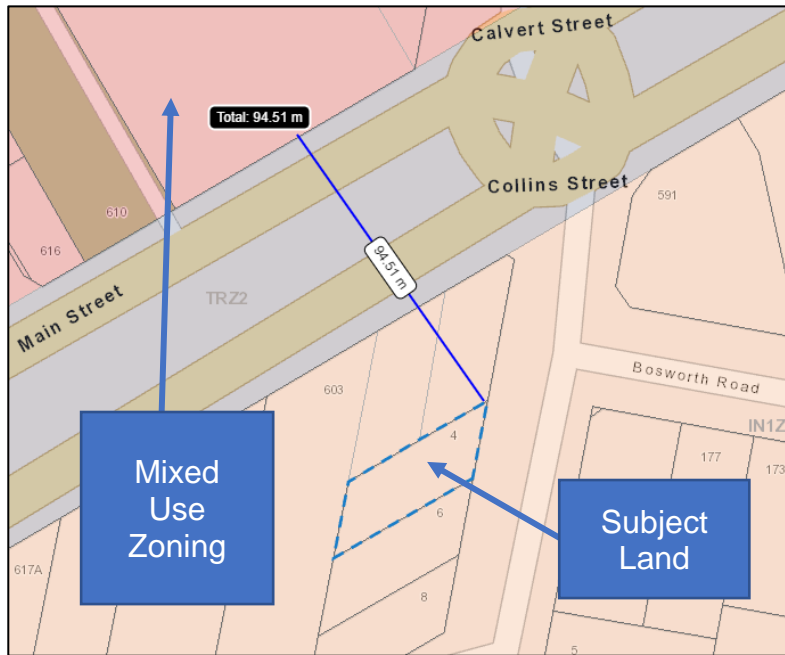 Calvert Street
Total: 94.51 m
Collins Street
591
610
616
94.51 m
Main Street
TRZ2
Bosworth Road
603
IN1Z
4
177
173
Mixed
Use
Zoning
6
Subject
Land
617A
8
5